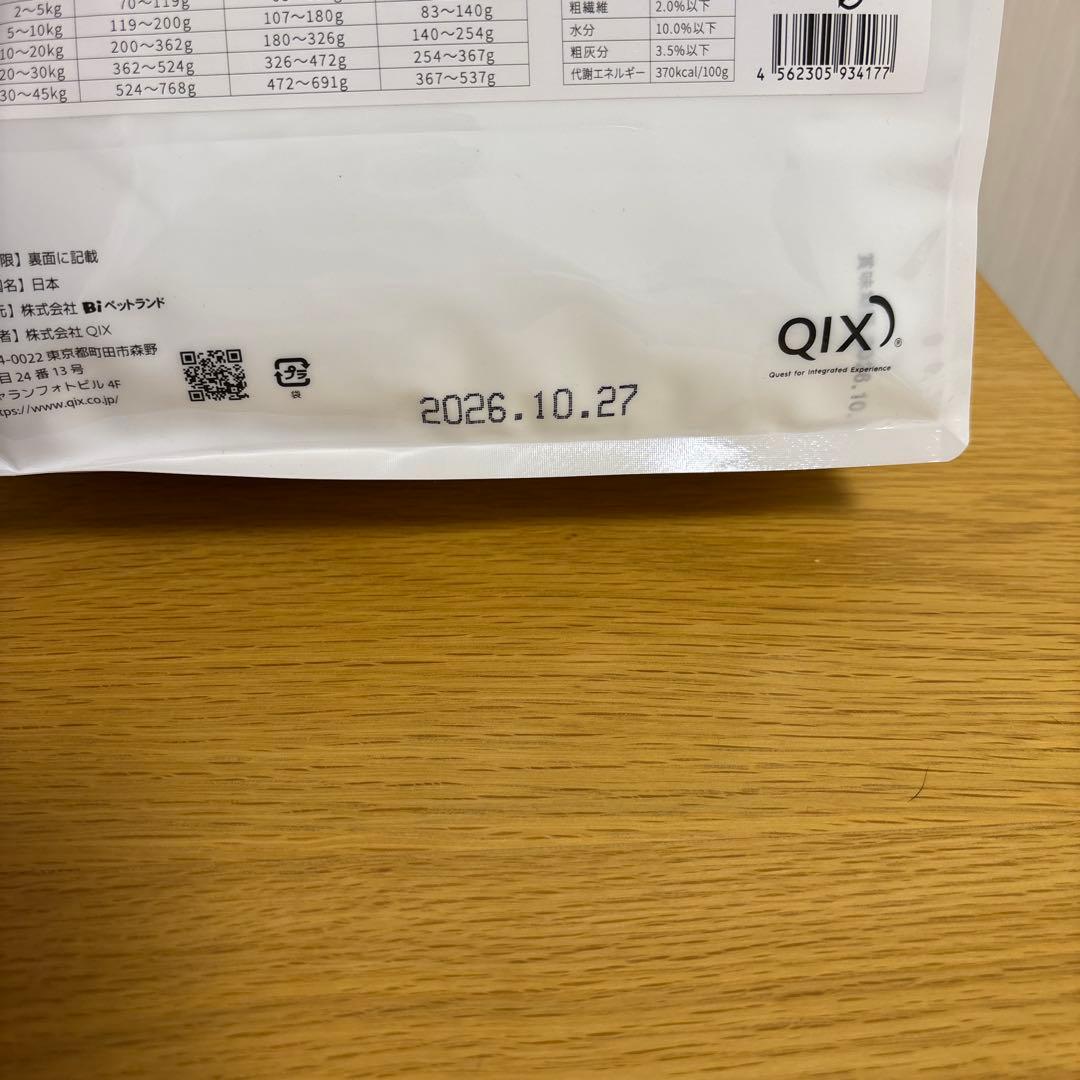 2～5kg 70～119g 83～140g
5～10kg 119～200g 107～180g 140～254g
10～20kg 200～362g 180～326g 254～367g
20～30kg 362～524g 326～472g 367～537g
30～45kg 524～768g 472～691g
粗繊維 2.0%以下
水分 10.0%以下
粗灰分 3.5%以下
代謝エネルギー 370kcal/100g
4 562305 934177
限】裏面に記載
名】日本
元】株式会社 Bi ペットランド
者】株式会社 QIX
4-0022 東京都町田市森野
目 24 番 13 号
ャランフォトビル 4F
tps://www.qix.co.jp/
プラ
袋
2026.10.27
QIX®
Quest for Integrated Experience
賞味
6.10.